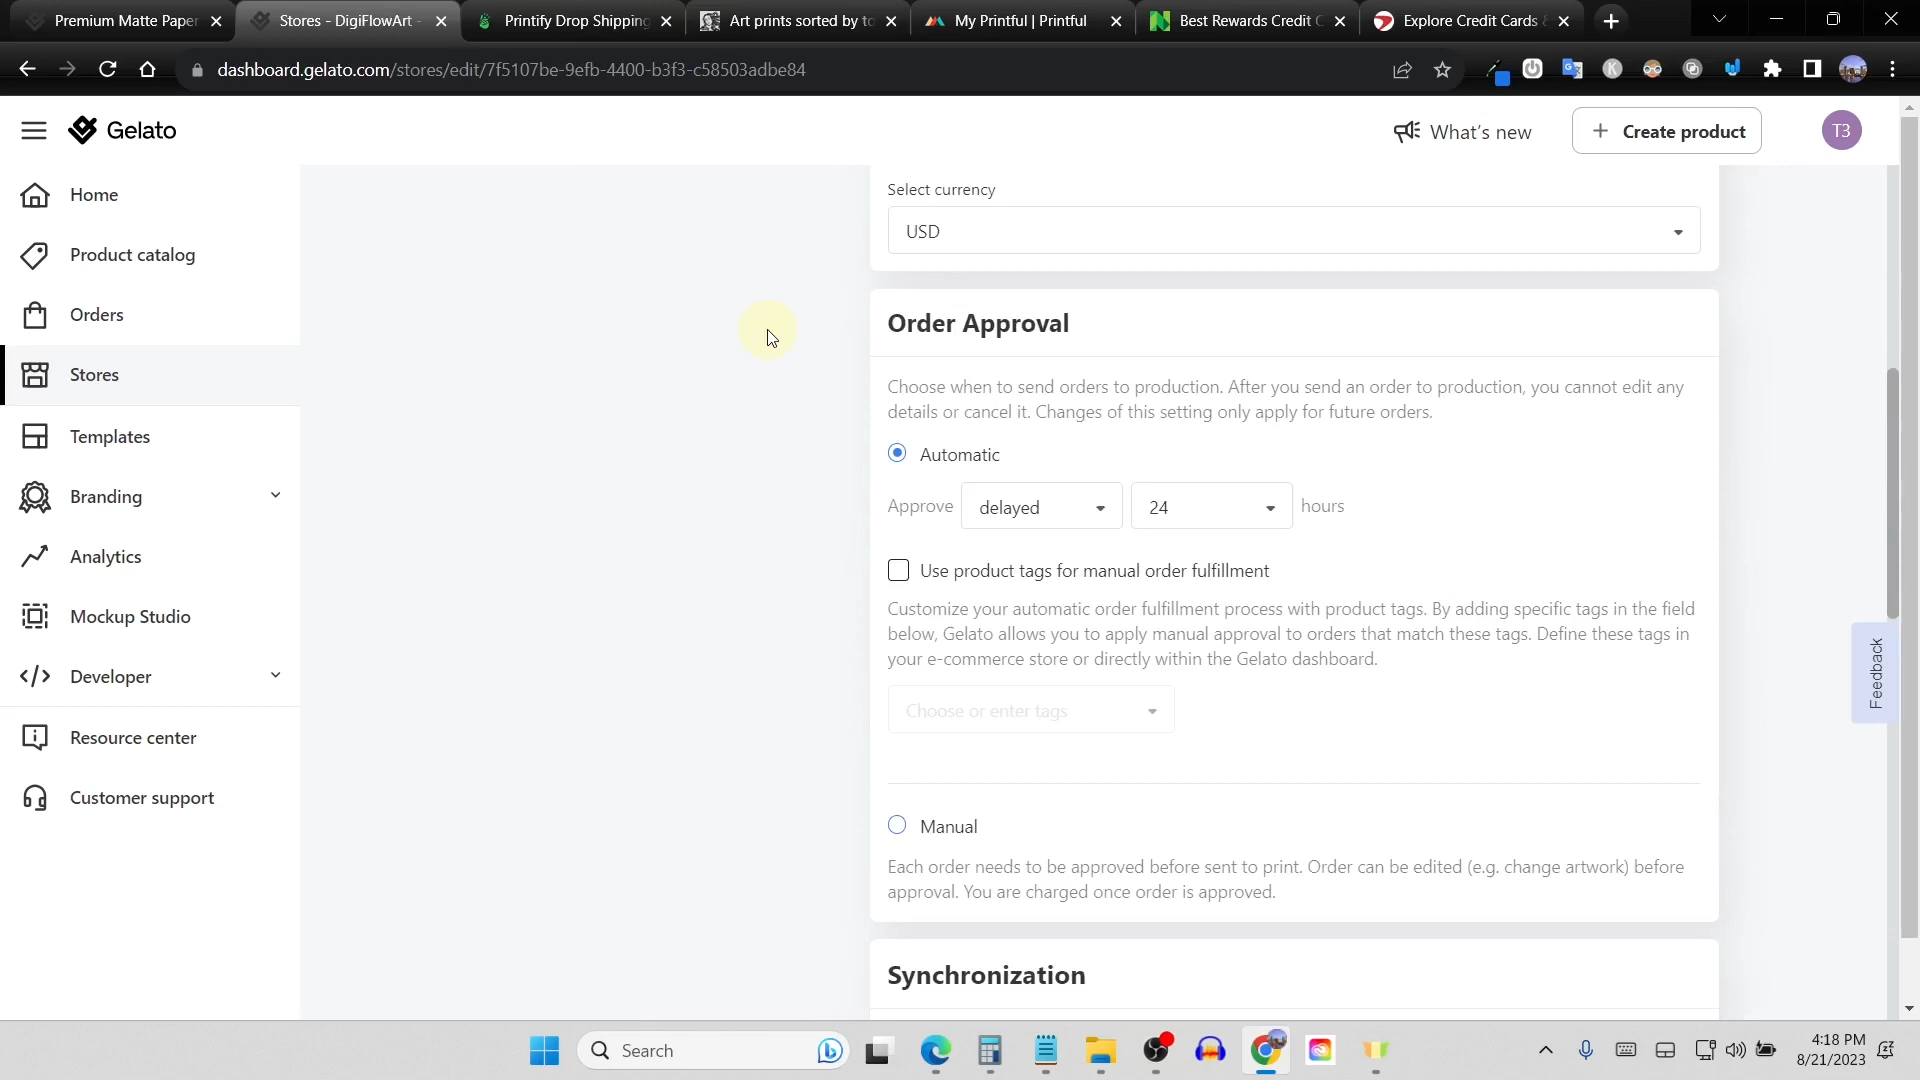 Premium Matte Paper
Stores - DigiFlowArt -
Printify Drop Shipping
Art prints sorted by to
My Printful | Printful
Best Rewards Credit C
Explore Credit Cards &
dashboard.gelato.com/stores/edit/7f5107be-9efb-4400-b3f3-c58503adbe84
Gelato
What's new
Create product
T3
Home
Product catalog
Orders
Stores
Templates
Branding
Analytics
Mockup Studio
Developer
Resource center
Customer support
Select currency
USD
Order Approval
Choose when to send orders to production. After you send an order to production, you cannot edit any
details or cancel it. Changes of this setting only apply for future orders.
Automatic
Approve delayed 24 hours
Use product tags for manual order fulfillment
Customize your automatic order fulfillment process with product tags. By adding specific tags in the field
below, Gelato allows you to apply manual approval to orders that match these tags. Define these tags in
your e-commerce store or directly within the Gelato dashboard.
Choose or enter tags
Manual
Each order needs to be approved before sent to print. Order can be edited (e.g. change artwork) before
approval. You are charged once order is approved.
Synchronization
Feedback
Search
4:18 PM
8/21/2023